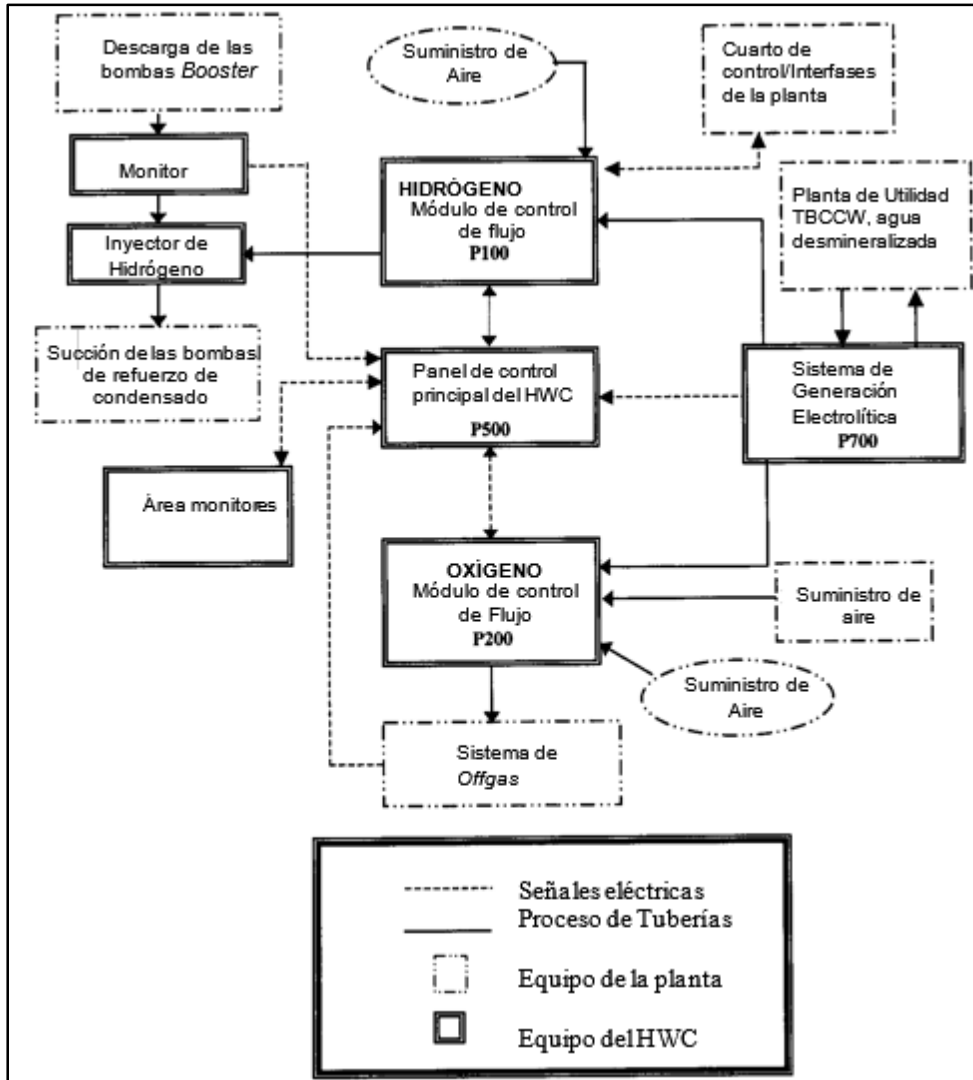 Descarga de las
bombas Booster
Suministro de
Aire
Cuarto de
control/Interfases
de la planta
Monitor
HIDRÓGENO
Módulo de control
de flujo
P100
Planta de Utilidad
TBCCW, agua
desmineralizada
Inyector de
Hidrógeno
Succión de las bombas
de refuerzo de
condensado
Panel de control
principal del HWC
P500
Sistema de
Generación
Electrolítica
P700
Área monitores
OXÌGENO
Módulo de control
de Flujo
P200
Suministro de
aire
Suministro de
Aire
Sistema de
Offgas
Señales eléctricas
Proceso de Tuberías
Equipo de la planta
Equipo del HWC